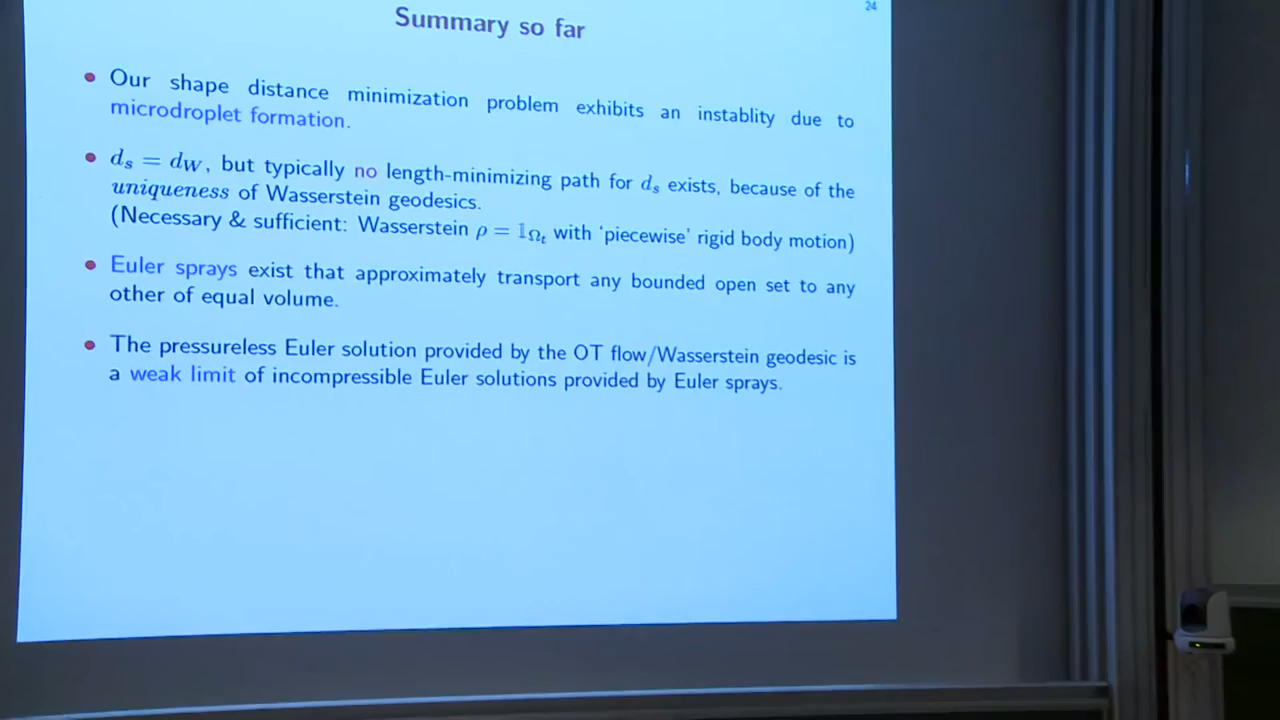 24
Summary so far
• Our shape distance minimization problem exhibits an instablity due to
microdroplet formation.
• dₛ = d_W, but typically no length-minimizing path for dₛ exists, because of the
uniqueness of Wasserstein geodesics.
(Necessary & sufficient: Wasserstein ρ = 𝟙_Ωₜ with ‘piecewise’ rigid body motion)
• Euler sprays exist that approximately transport any bounded open set to any
other of equal volume.
• The pressureless Euler solution provided by the OT flow/Wasserstein geodesic is
a weak limit of incompressible Euler solutions provided by Euler sprays.